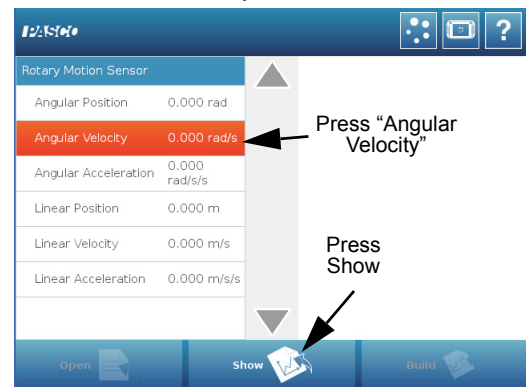 PASCO
?
Rotary Motion Sensor
Angular Position 0.000 rad
Angular Velocity 0.000 rad/s
Angular Acceleration 0.000 rad/s/s
Linear Position 0.000 m
Linear Velocity 0.000 m/s
Linear Acceleration 0.000 m/s/s
Press “Angular
Velocity”
Press
Show
Open
Show
Build